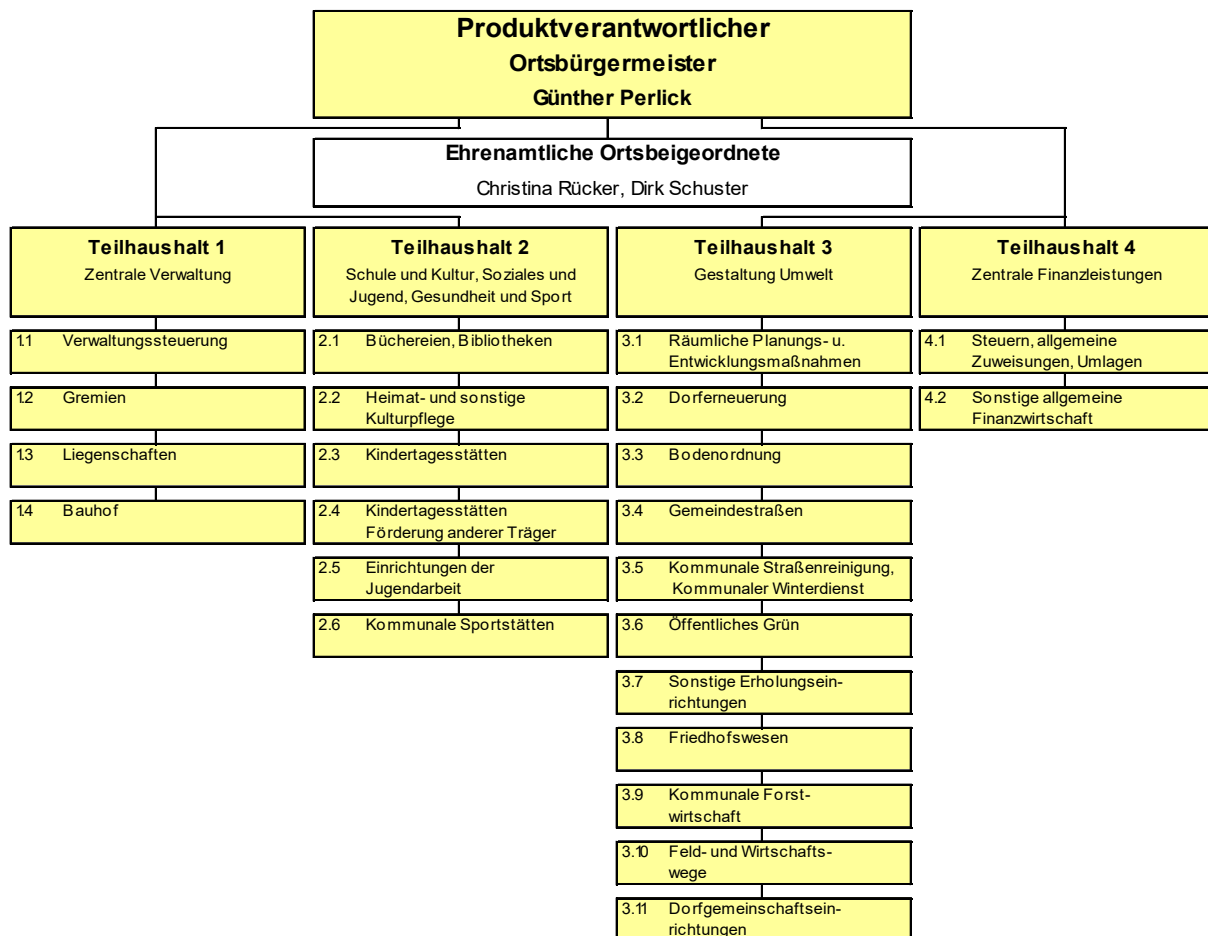 Produktverantwortlicher
Ortsbürgermeister
Günther Perlick
Ehrenamtliche Ortsbeigeordnete
Christina Rücker, Dirk Schuster
Teilhaushalt 1
Zentrale Verwaltung
1.1 Verwaltungssteuerung
1.2 Gremien
1.3 Liegenschaften
1.4 Bauhof
Teilhaushalt 2
Schule und Kultur, Soziales und
Jugend, Gesundheit und Sport
2.1 Büchereien, Bibliotheken
2.2 Heimat- und sonstige
Kulturpflege
2.3 Kindertagesstätten
2.4 Kindertagesstätten
Förderung anderer Träger
2.5 Einrichtungen der
Jugendarbeit
2.6 Kommunale Sportstätten
Teilhaushalt 3
Gestaltung Umwelt
3.1 Räumliche Planungs- u.
Entwicklungsmaßnahmen
3.2 Dorferneuerung
3.3 Bodenordnung
3.4 Gemeindestraßen
3.5 Kommunale Straßenreinigung,
Kommunaler Winterdienst
3.6 Öffentliches Grün
3.7 Sonstige Erholungsein-
richtungen
3.8 Friedhofswesen
3.9 Kommunale Forst-
wirtschaft
3.10 Feld- und Wirtschafts-
wege
3.11 Dorfgemeinschaftsein-
richtungen
Teilhaushalt 4
Zentrale Finanzleistungen
4.1 Steuern, allgemeine
Zuweisungen, Umlagen
4.2 Sonstige allgemeine
Finanzwirtschaft